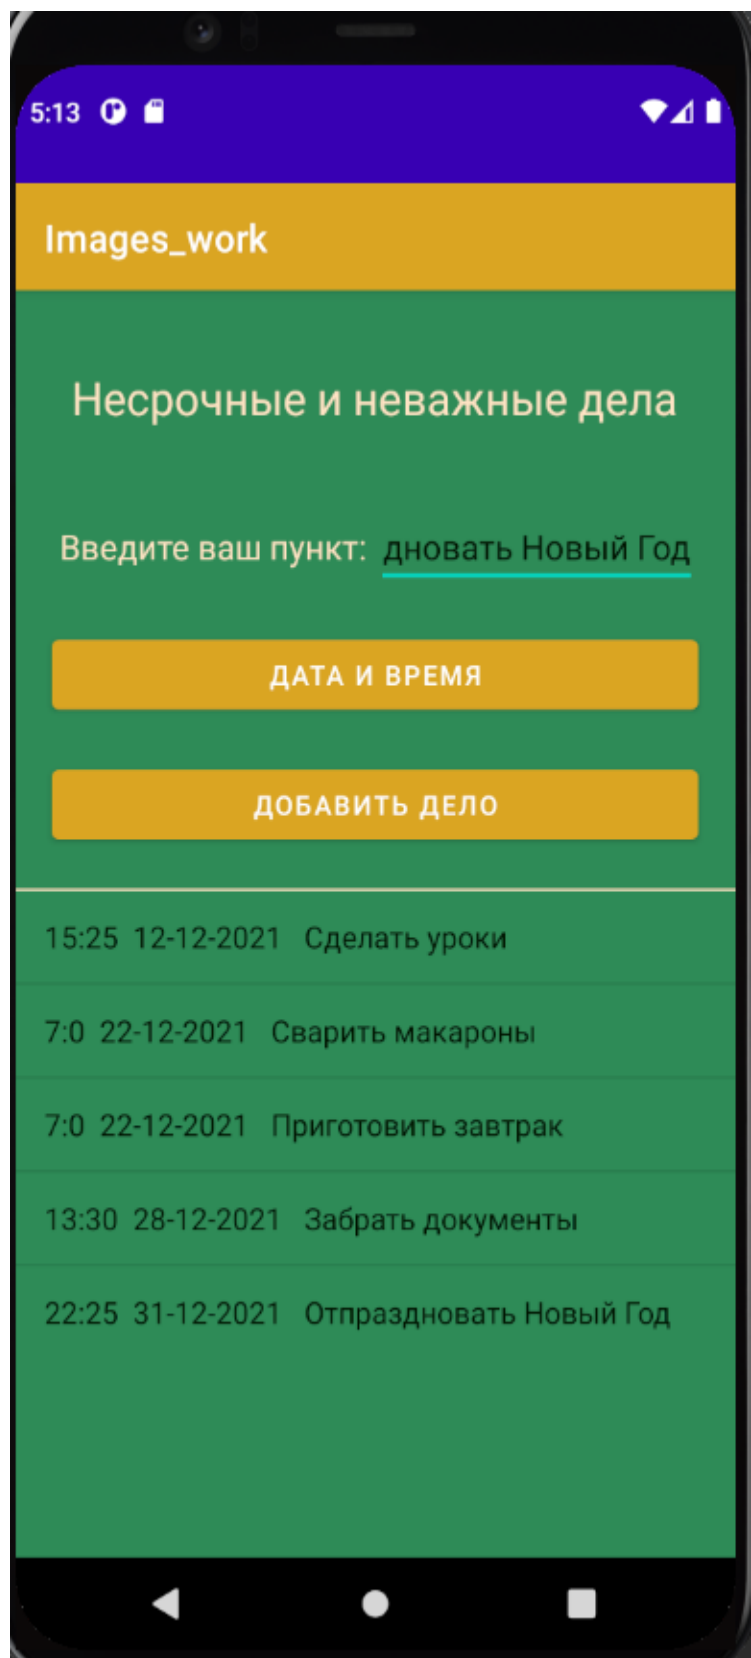 5:13
Images_work
Несрочные и неважные дела
Введите ваш пункт: дновать Новый Год
ДАТА И ВРЕМЯ
ДОБАВИТЬ ДЕЛО
15:25 12-12-2021 Сделать уроки
7:0 22-12-2021 Сварить макароны
7:0 22-12-2021 Приготовить завтрак
13:30 28-12-2021 Забрать документы
22:25 31-12-2021 Отпраздновать Новый Год